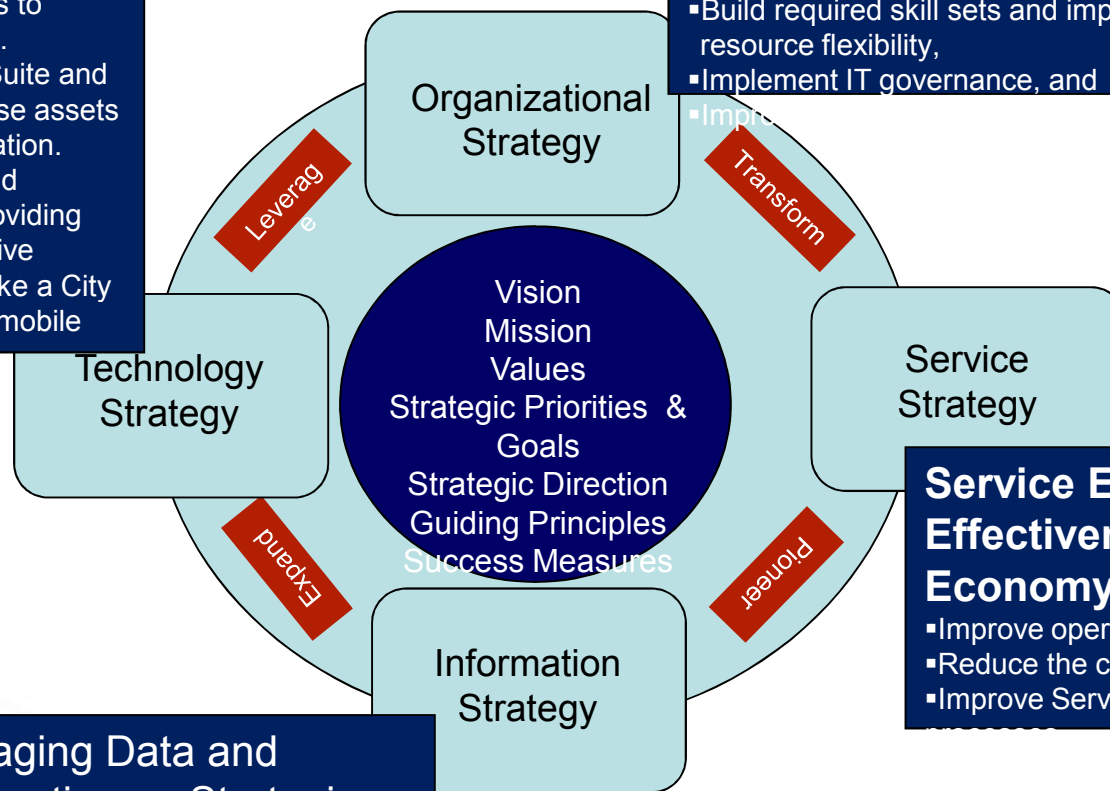 s to
.
Suite and
se assets
ation.
d
oviding
ive
ke a City
mobile
▪Build required skill sets and imp
resource flexibility,
▪Implement IT governance, and
▪Impro
Organizational
Strategy
Leverag
e
Transform
Vision
Mission
Values
Strategic Priorities &
Goals
Strategic Direction
Guiding Principles
Success Measures
Technology
Strategy
Service
Strategy
Expand
Pioneer
Information
Strategy
Service E
Effectiver
Economy
▪Improve oper
▪Reduce the c
▪Improve Serv
aging Data and